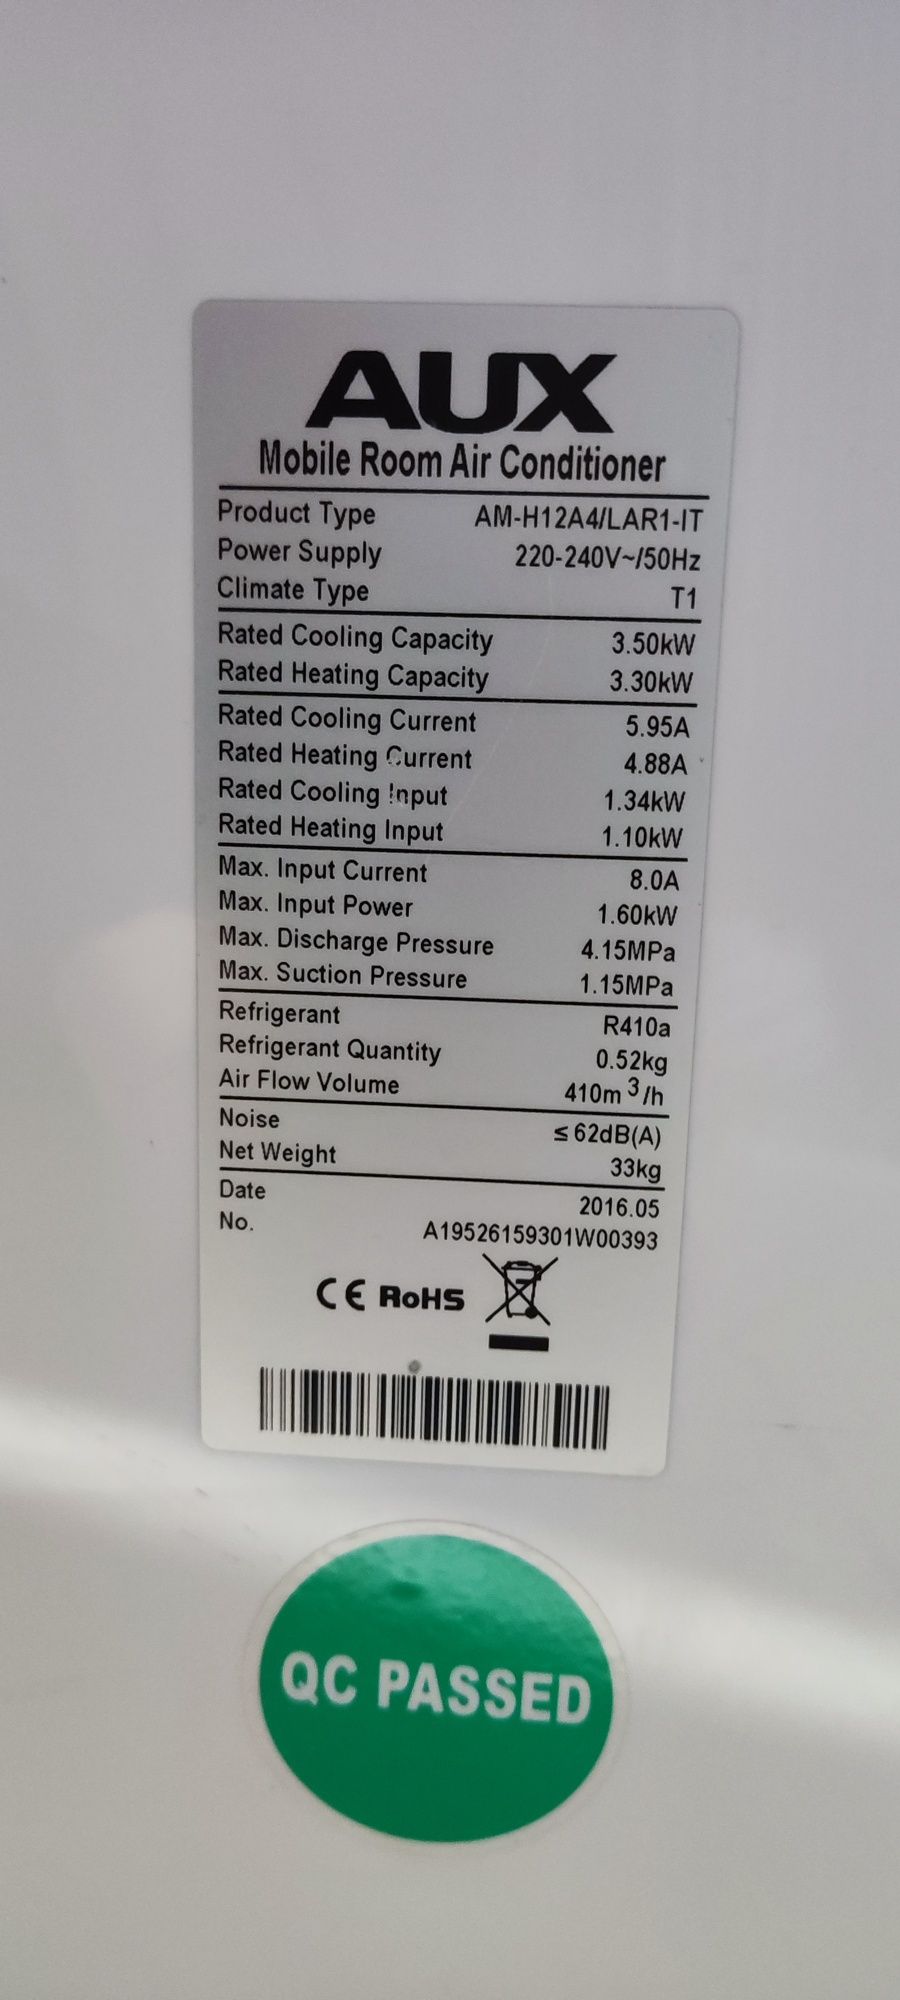 AUX
Mobile Room Air Conditioner
Product Type AM-H12A4/LAR1-IT
Power Supply 220-240V~/50Hz
Climate Type T1
Rated Cooling Capacity 3.50kW
Rated Heating Capacity 3.30kW
Rated Cooling Current 5.95A
Rated Heating Current 4.88A
Rated Cooling Input 1.34kW
Rated Heating Input 1.10kW
Max. Input Current 8.0A
Max. Input Power 1.60kW
Max. Discharge Pressure 4.15MPa
Max. Suction Pressure 1.15MPa
Refrigerant R410a
Refrigerant Quantity 0.52kg
Air Flow Volume 410m³/h
Noise ≤62dB(A)
Net Weight 33kg
Date 2016.05
No. A19526159301W00393
CE RoHS
QC PASSED